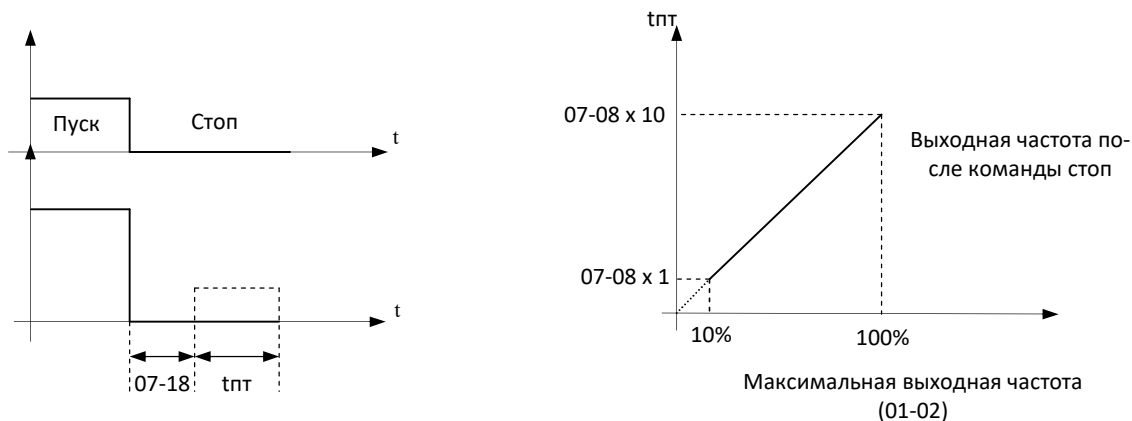 Пуск
Стоп
t
t
07-18
tпт
tпт
07-08 x 10
Выходная частота по-
сле команды стоп
07-08 x 1
10%
100%
Максимальная выходная частота
(01-02)